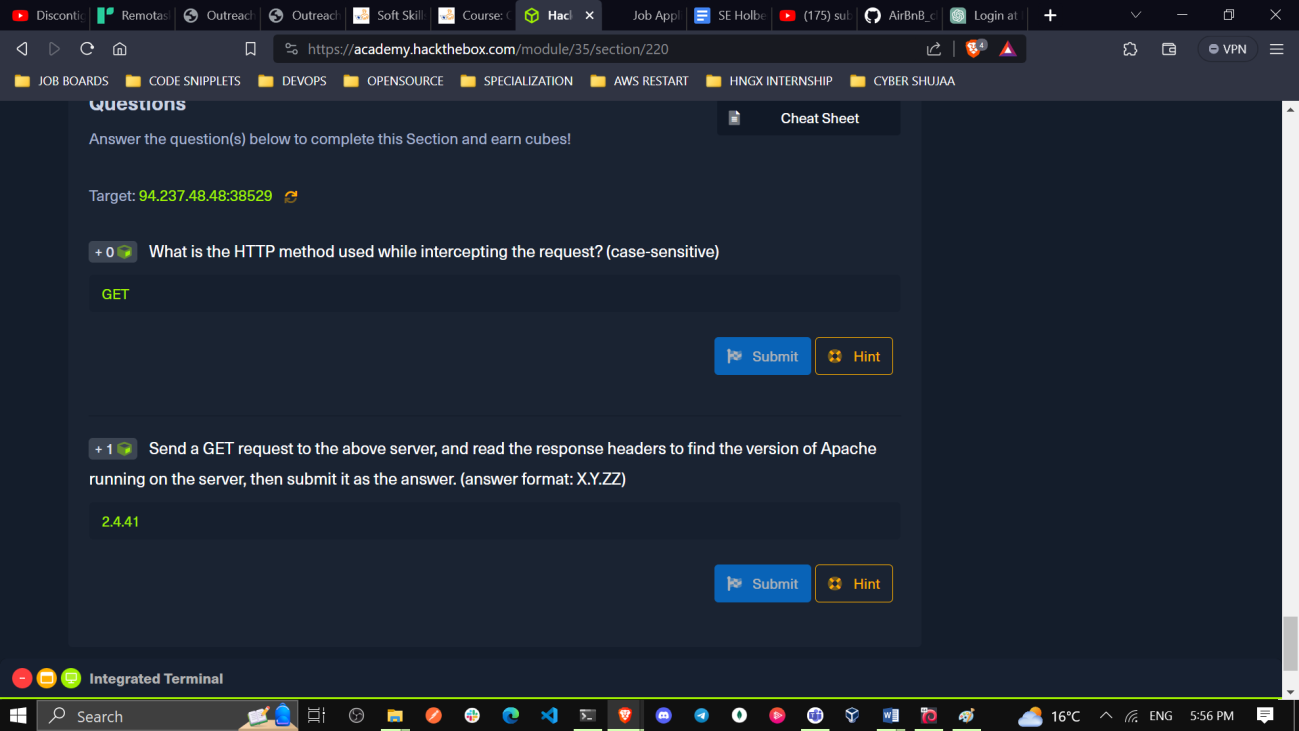 Discontig
Remotas
Outreach
Outreach
Soft Skill
Course: C
Hack
Job Appl
SE Holbe
(175) sub
AirBnB_cl
Login at
https://academy.hackthebox.com/module/35/section/220
4
VPN
JOB BOARDS
CODE SNIPPLETS
DEVOPS
OPENSOURCE
SPECIALIZATION
AWS RESTART
HNGX INTERNSHIP
CYBER SHUJAA
Questions
Cheat Sheet
Answer the question(s) below to complete this Section and earn cubes!
Target: 94.237.48.48:38529
+ 0 What is the HTTP method used while intercepting the request? (case-sensitive)
GET
Submit
Hint
+ 1 Send a GET request to the above server, and read the response headers to find the version of Apache
running on the server, then submit it as the answer. (answer format: X.Y.ZZ)
2.4.41
Submit
Hint
Integrated Terminal
Search
16°C
ENG
5:56 PM